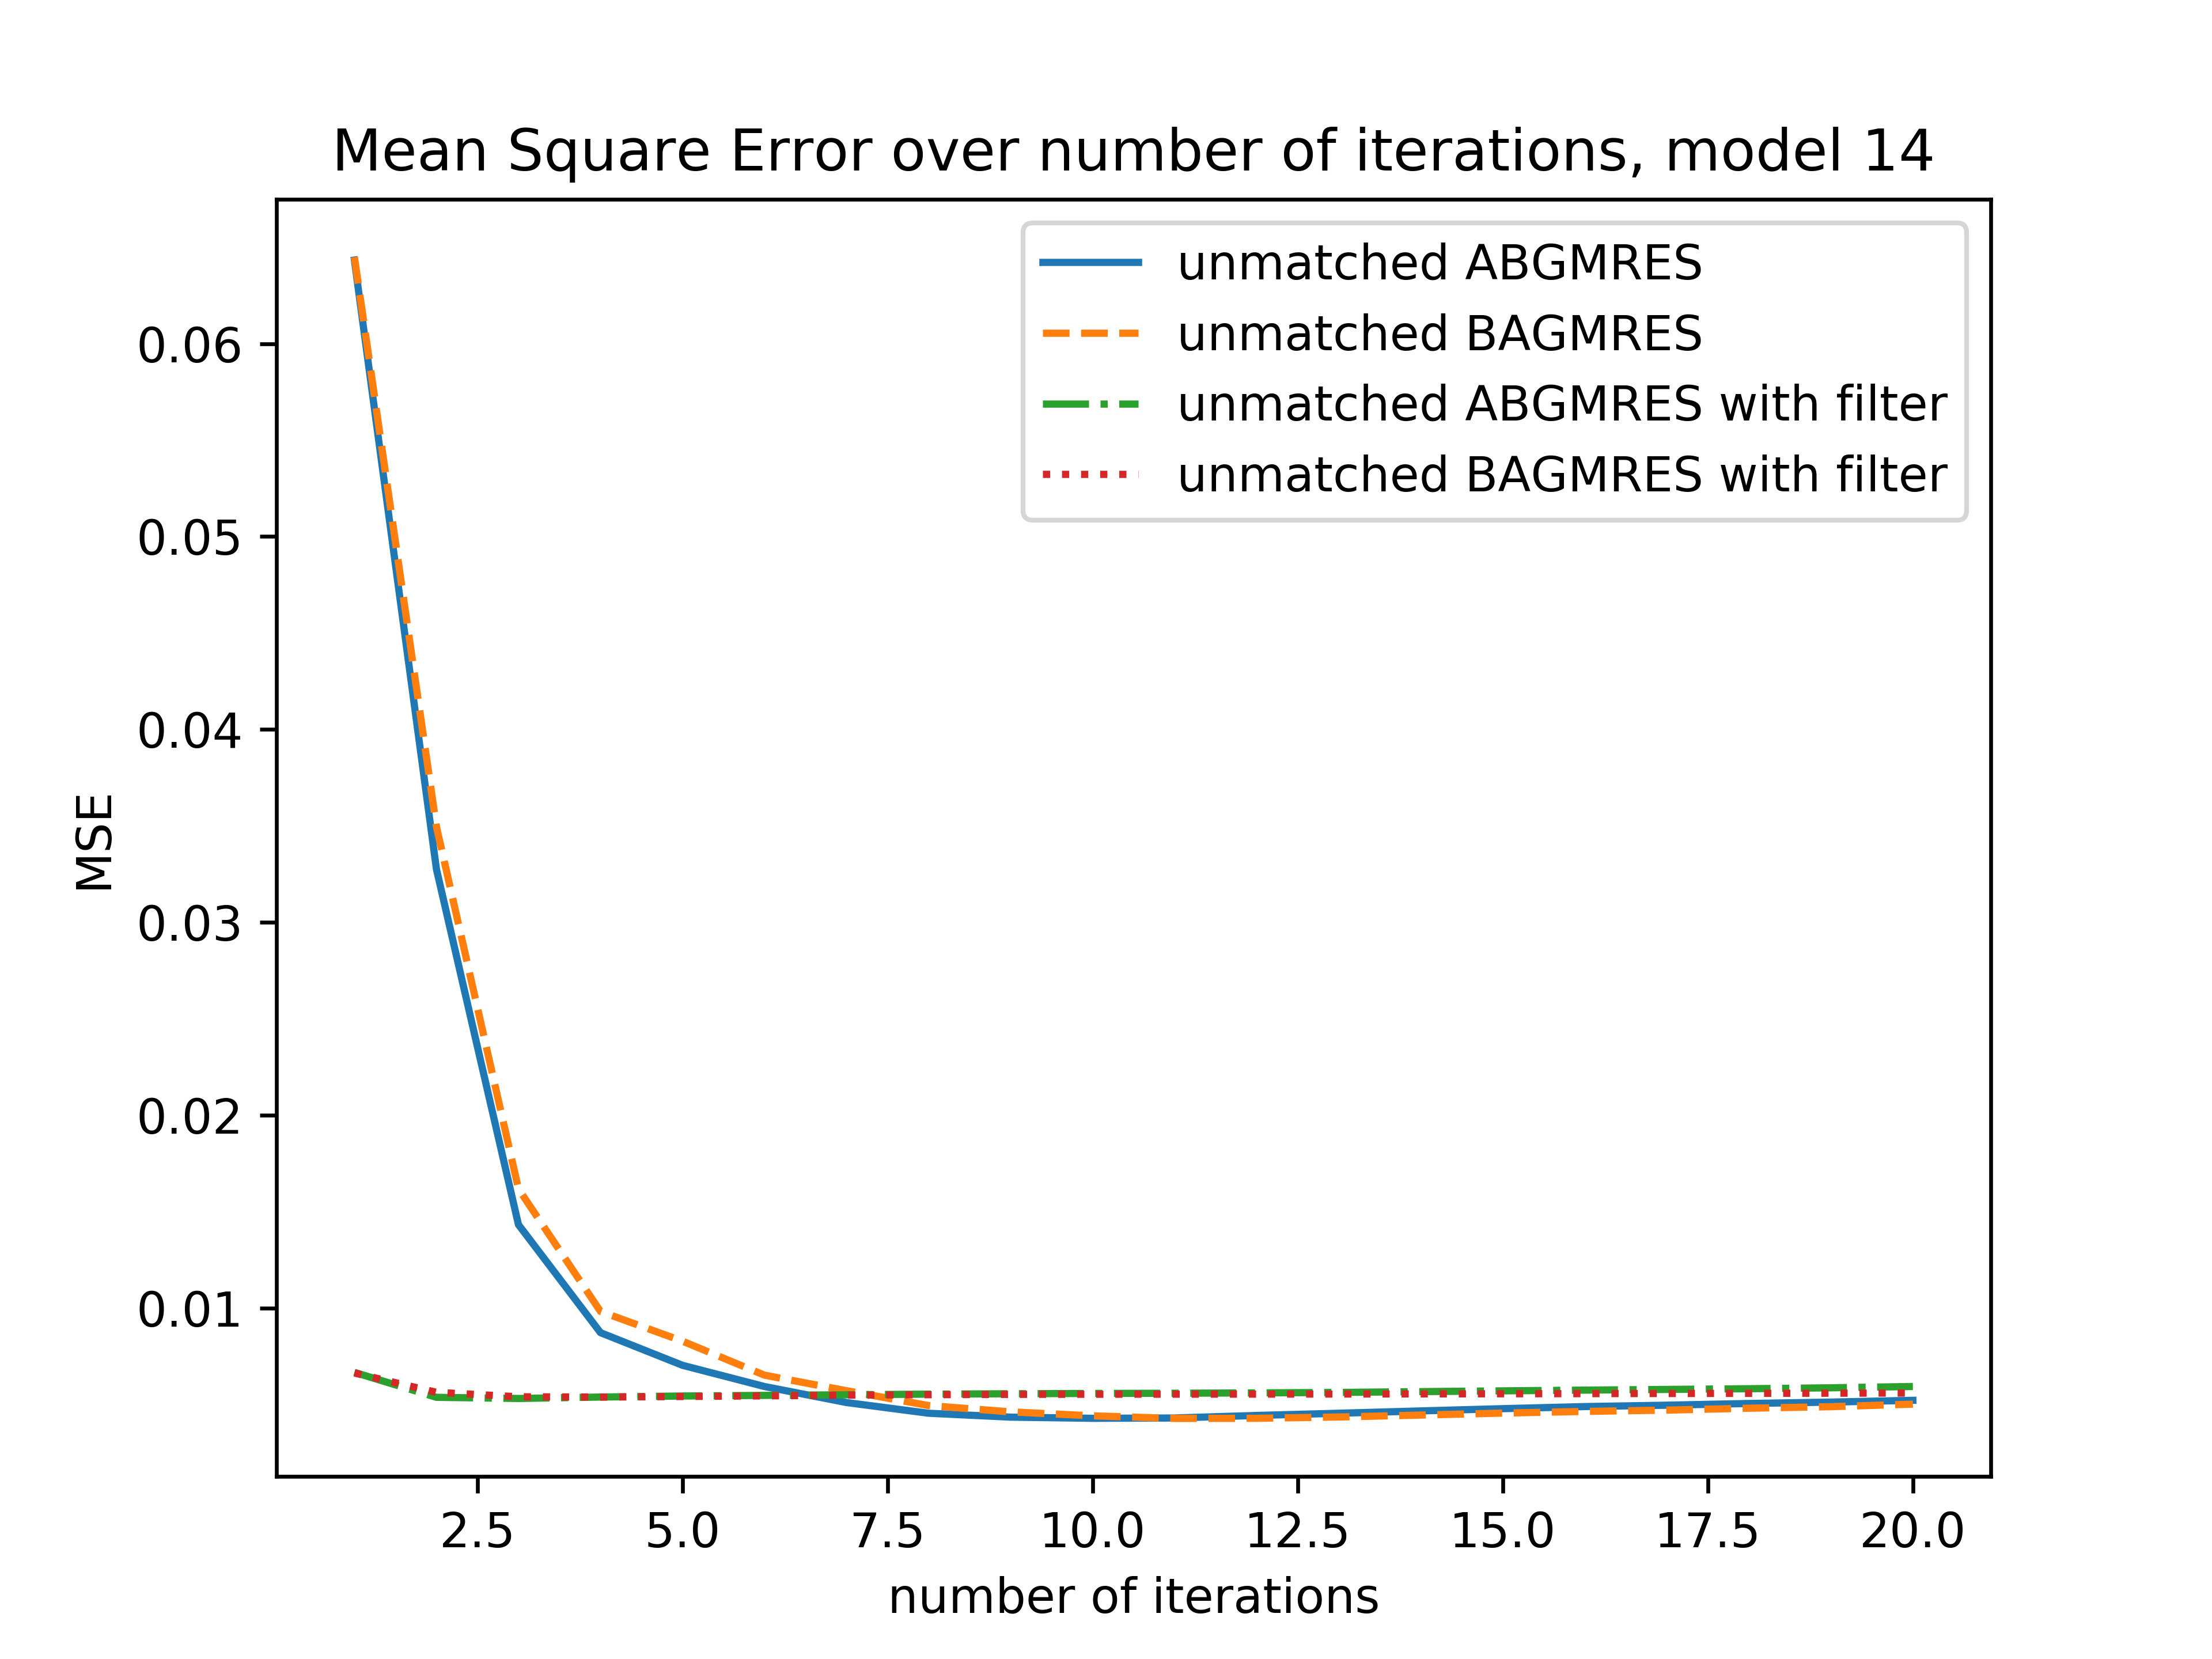 Mean Square Error over number of iterations, model 14
unmatched ABGMRES
unmatched BAGMRES
unmatched ABGMRES with filter
unmatched BAGMRES with filter
0.06
0.05
0.04
0.03
0.02
0.01
MSE
2.5 5.0 7.5 10.0 12.5 15.0 17.5 20.0
number of iterations